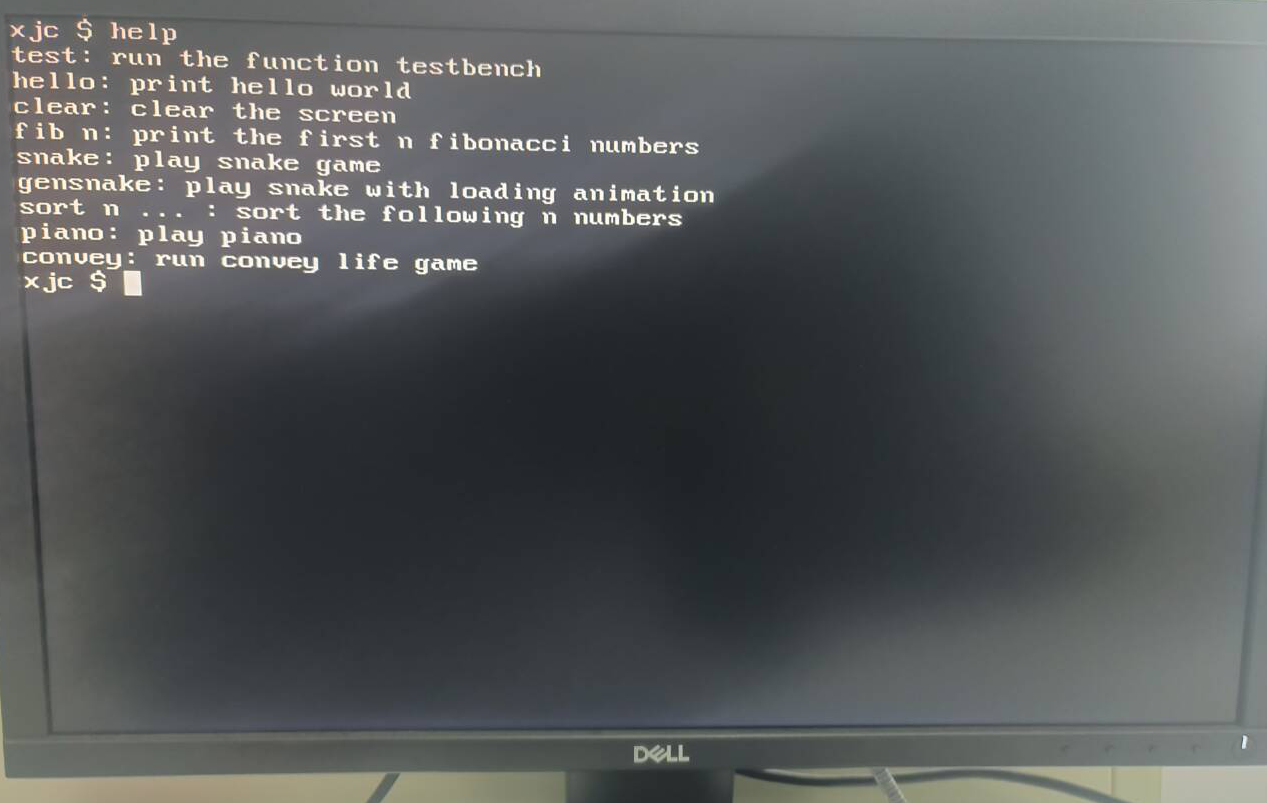 xjc $ help
test: run the function testbench
hello: print hello world
clear: clear the screen
fib n: print the first n fibonacci numbers
snake: play snake game
gensnake: play snake with loading animation
sort n ... : sort the following n numbers
piano: play piano
convey: run convey life game
xjc $
DELL